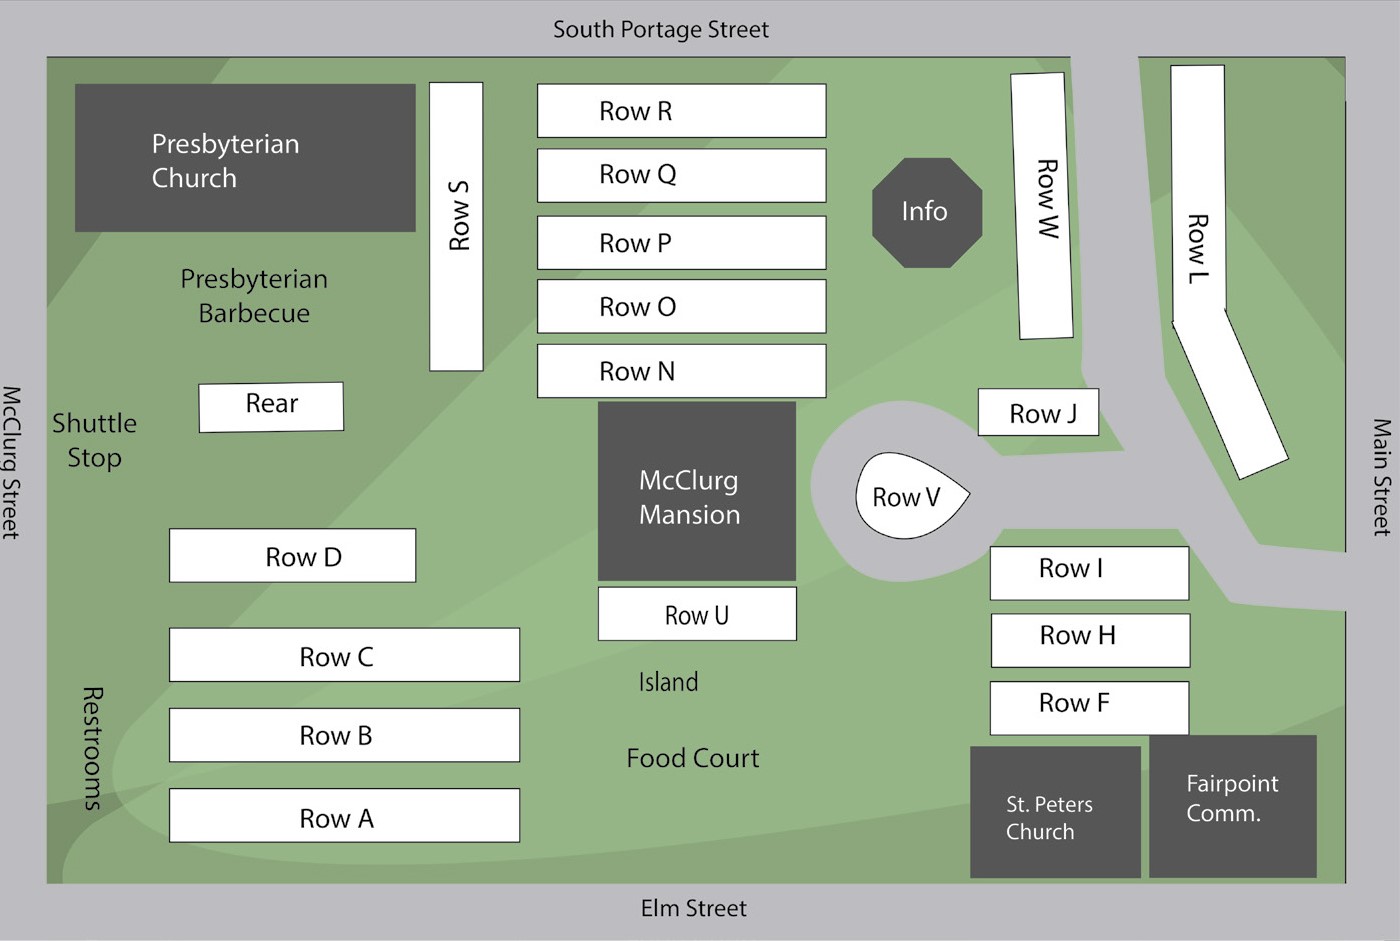 South Portage Street
Presbyterian
Church
Row S
Row R
Row Q
Row P
Row O
Row N
Info
Row W
Row L
Presbyterian
Barbecue
Rear
Shuttle
Stop
McClurg Street
McClurg
Mansion
Row J
Row V
Main Street
Row D
Row I
Row U
Row H
Row C
Island
Row F
Restrooms
Row B
Food Court
Row A
St. Peters
Church
Fairpoint
Comm.
Elm Street